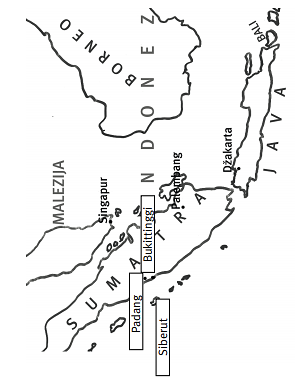 BORNEO
BALI
INDONEZ
JAVA
MALEZIJA
Singapur
Palembang
Džakarta
SUMATRA
Bukittinggi
Padang
Siberut